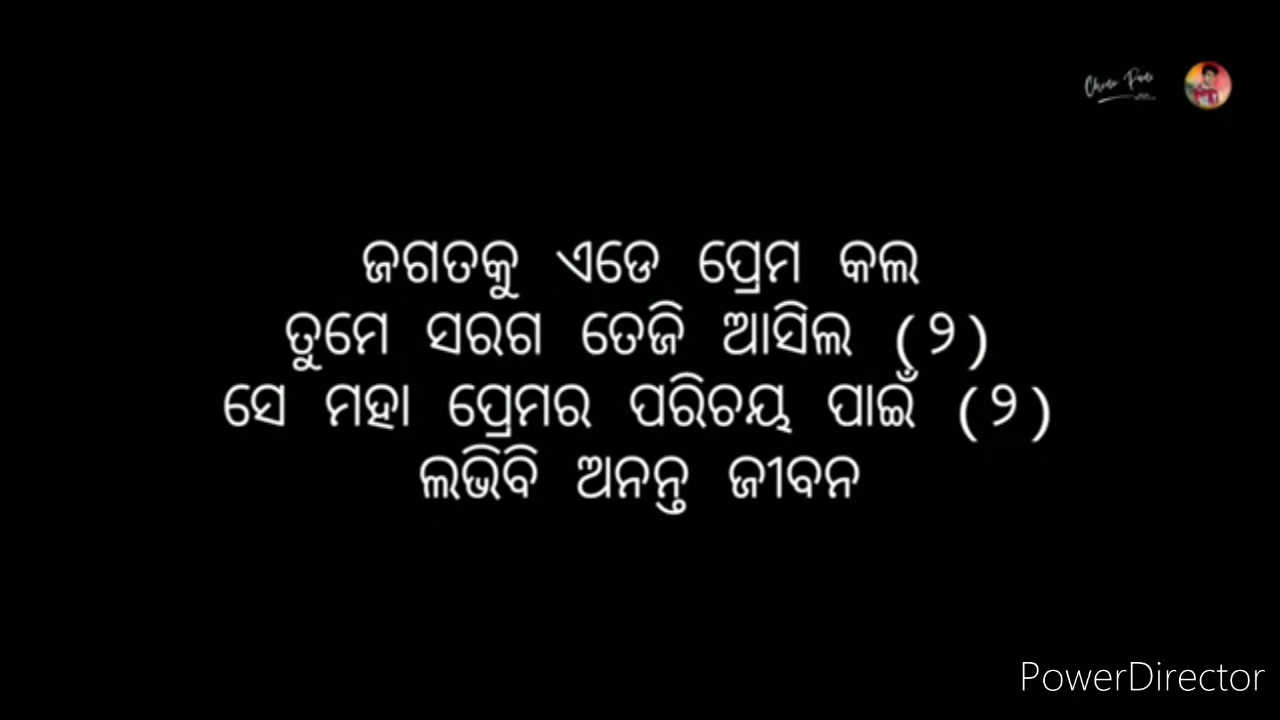 ଜଗତକୁ ଏଡେ ପ୍ରେମ କଲ
ତୁମେ ସରଗ ତେଜି ଆସିଲ (୨)
ସେ ମହା ପ୍ରେମର ପରିଚୟ ପାଇଁ (୨)
ଲଭିବି ଅନନ୍ତ ଜୀବନ
PowerDirector